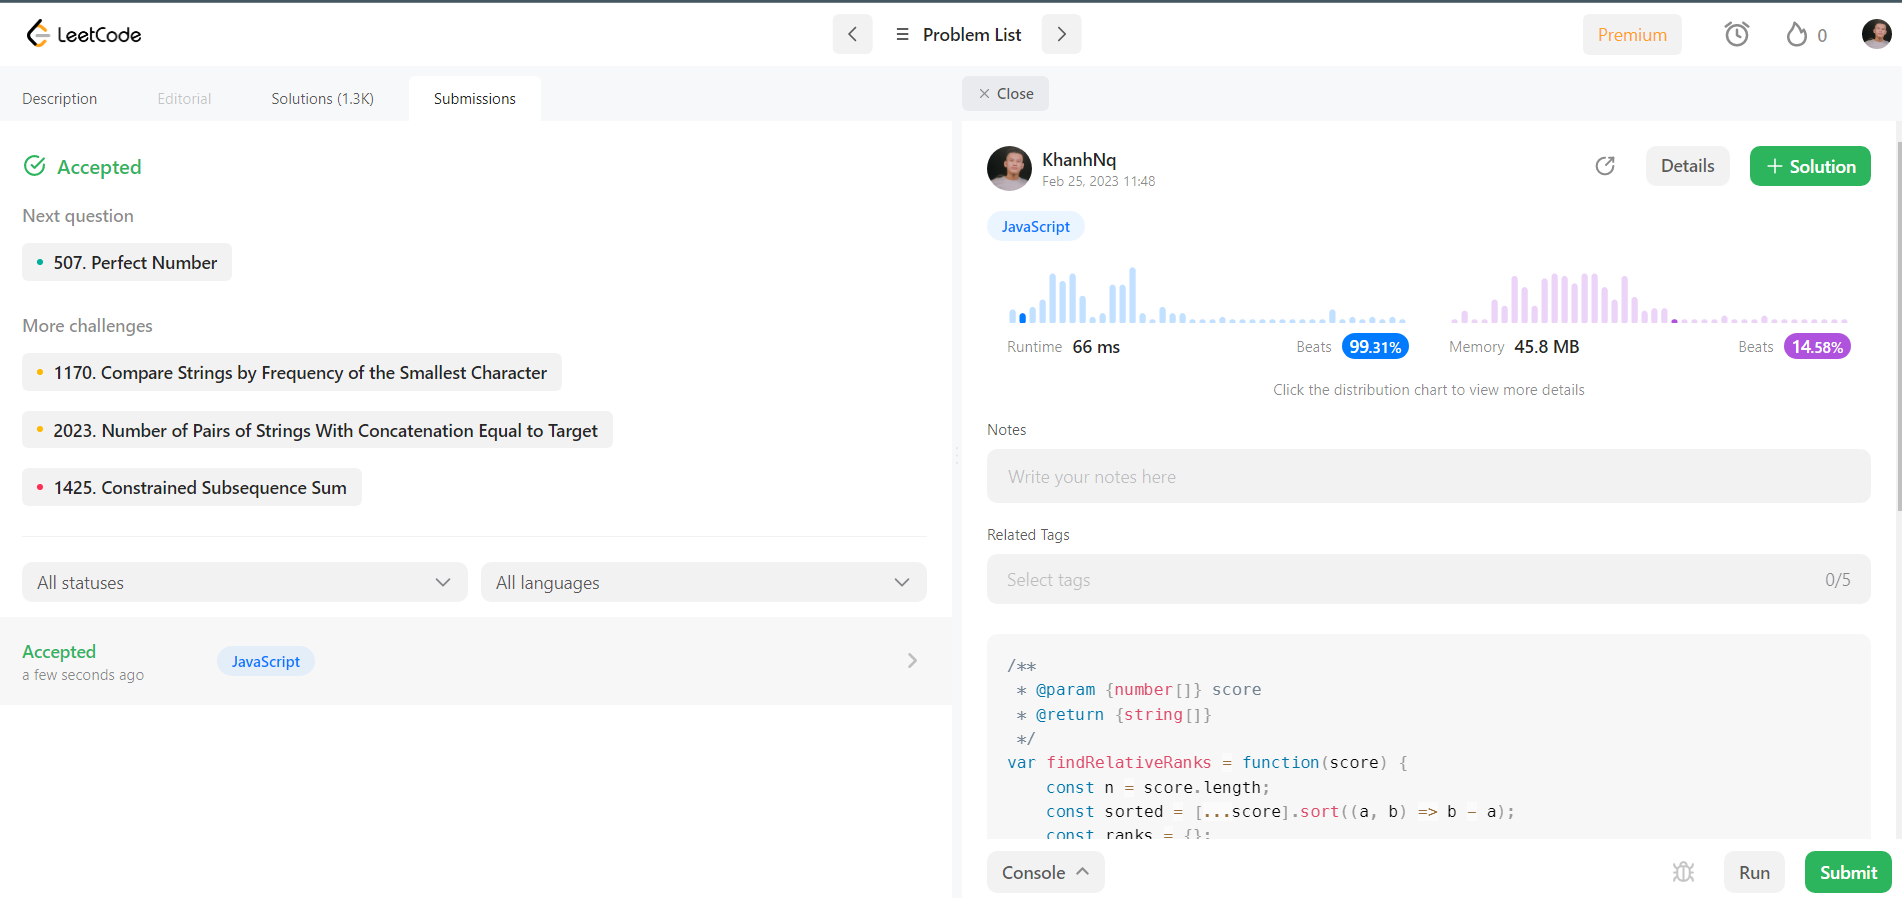 LeetCode
Problem List
Premium
0
Description
Editorial
Solutions (1.3K)
Submissions
Close
Accepted
Next question
507. Perfect Number
More challenges
1170. Compare Strings by Frequency of the Smallest Character
2023. Number of Pairs of Strings With Concatenation Equal to Target
1425. Constrained Subsequence Sum
All statuses
All languages
Accepted
a few seconds ago
JavaScript
KhanhNq
Feb 25, 2023 11:48
Details
+ Solution
JavaScript
Runtime 66 ms
Beats 99.31%
Memory 45.8 MB
Beats 14.58%
Click the distribution chart to view more details
Notes
Write your notes here
Related Tags
Select tags
0/5
/**
 * @param {number[]} score
 * @return {string[]}
 */
var findRelativeRanks = function(score) {
    const n = score.length;
    const sorted = [...score].sort((a, b) => b - a);
    const ranks = {};
Console
Run
Submit